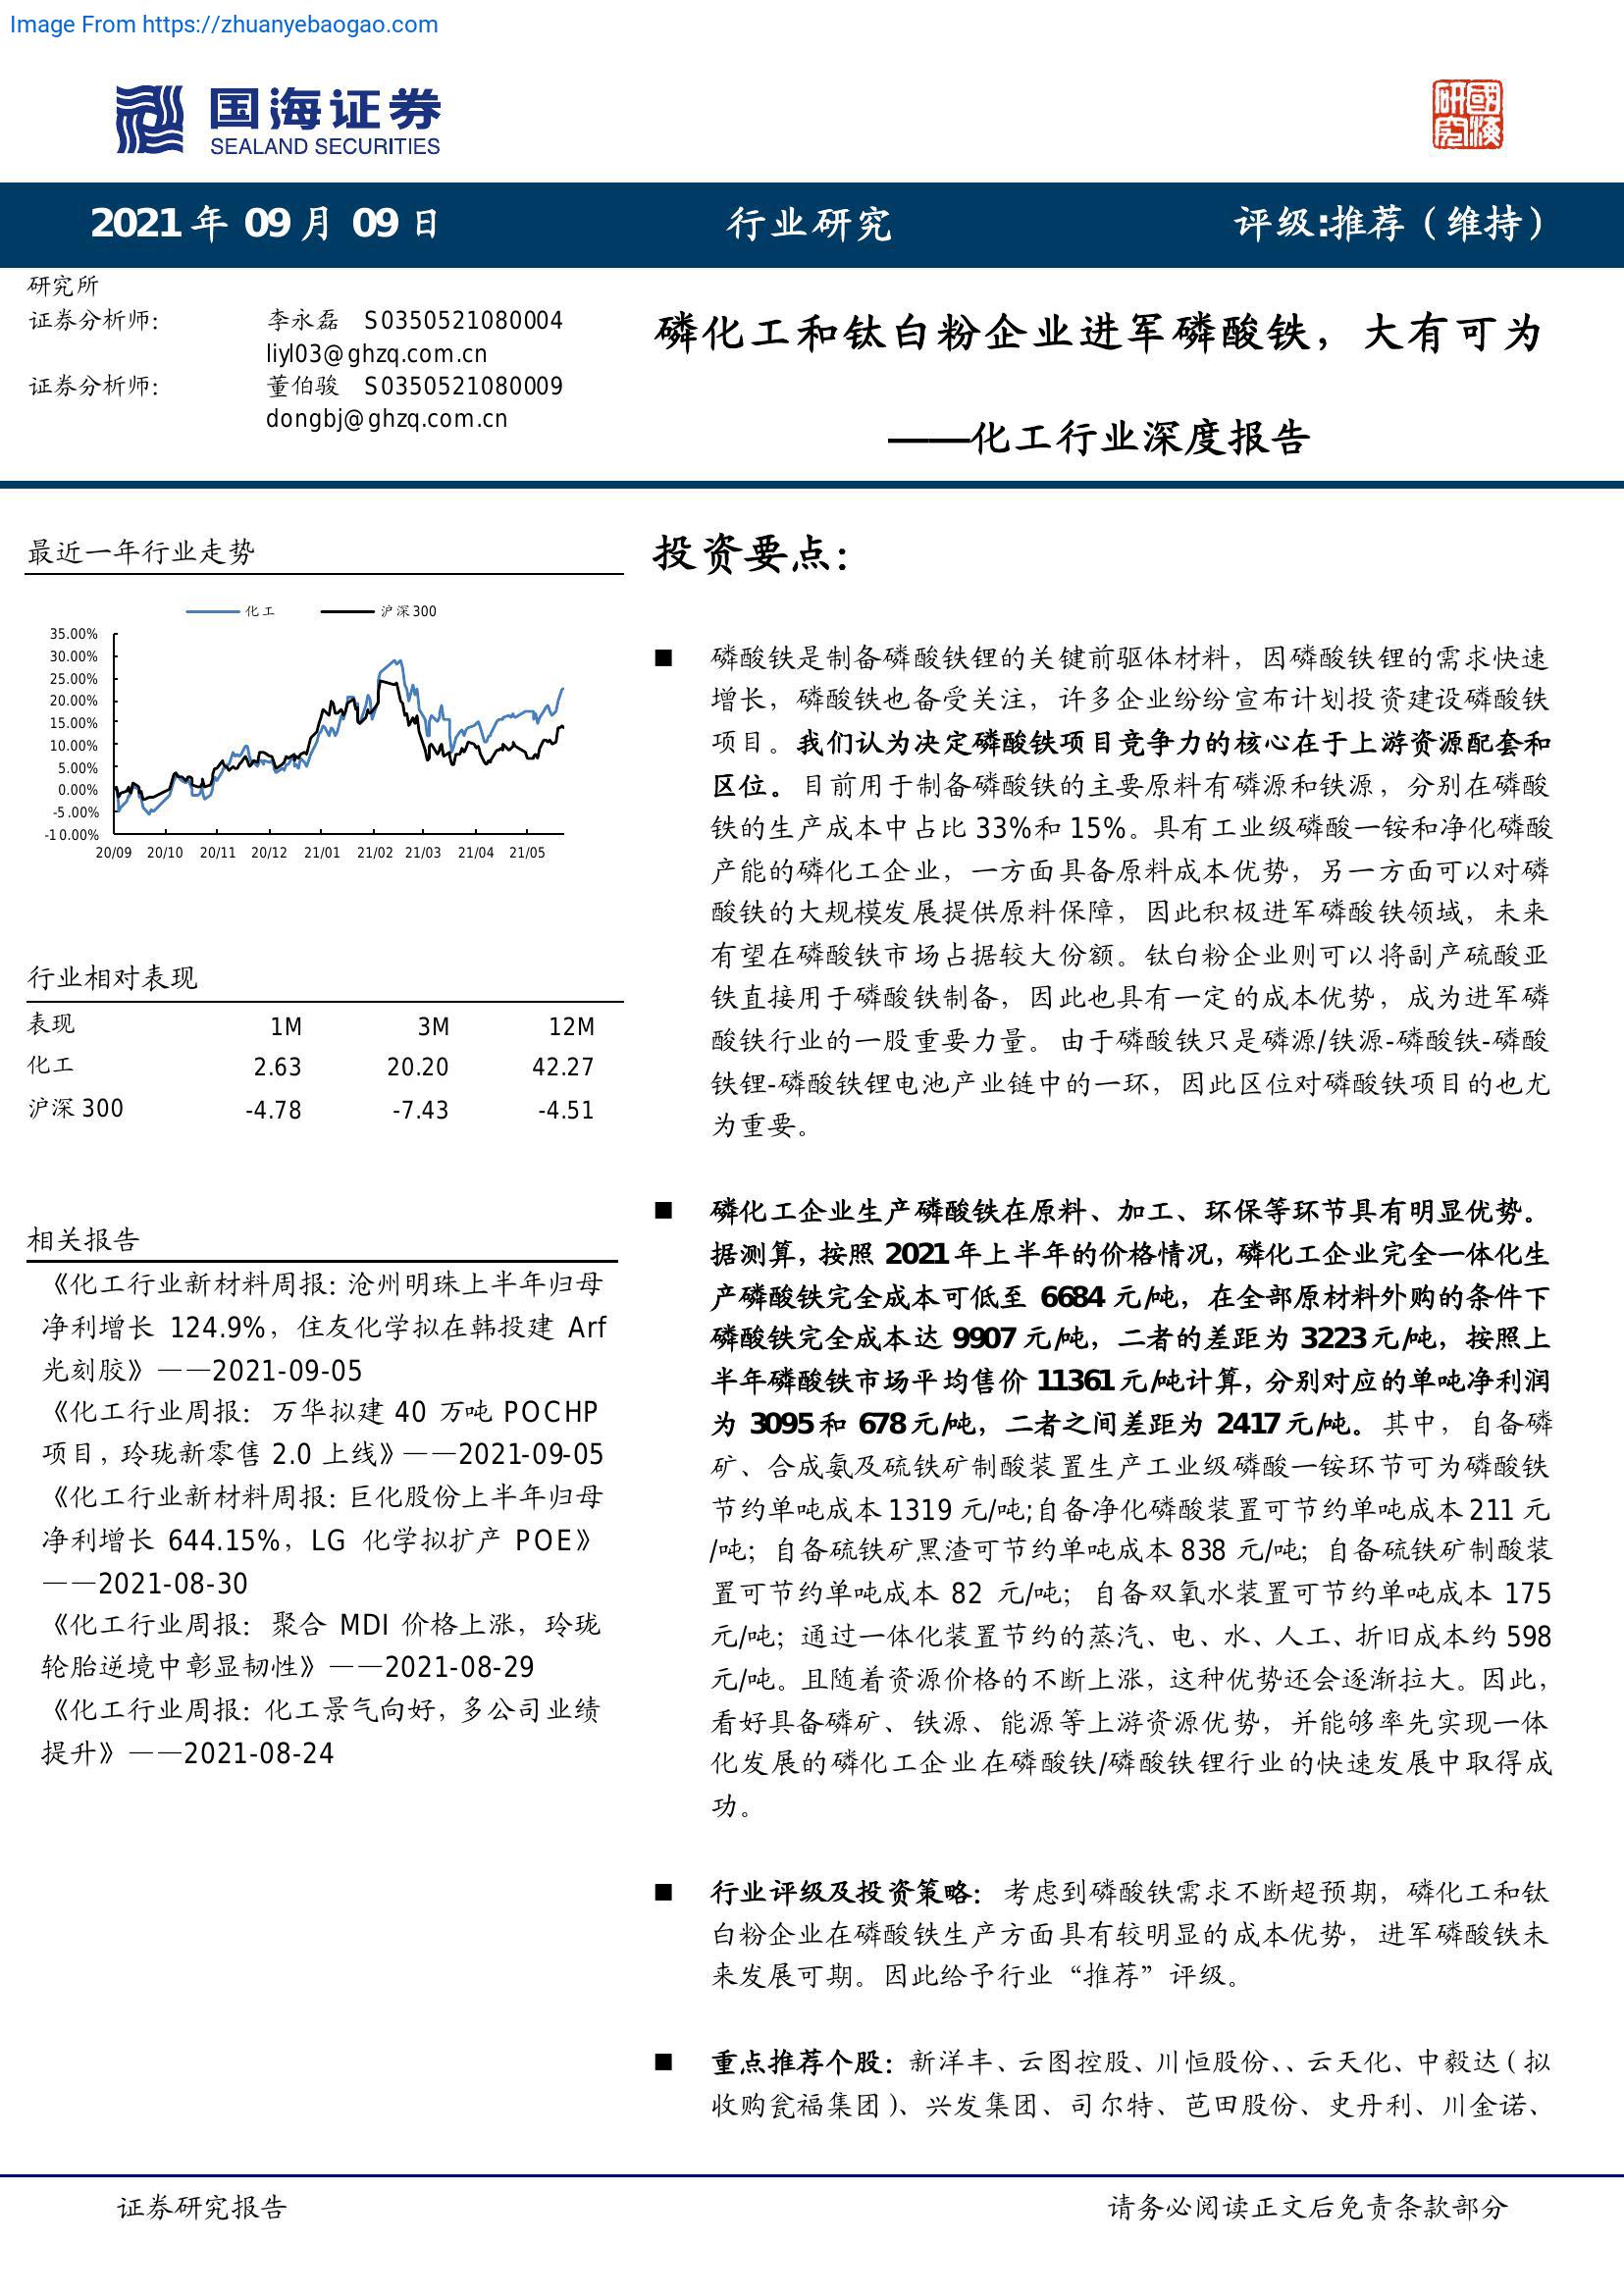 Image From https://zhuanyebaogao.com
国海证券
SEALAND SECURITIES
研究
國海
2021 年 09 月 09 日
行业研究
评级:推荐（维持）
研究所
证券分析师：
李永磊 S0350521080004
liyl03@ghzq.com.cn
证券分析师：
董伯骏 S0350521080009
dongbj@ghzq.com.cn
磷化工和钛白粉企业进军磷酸铁，大有可为
——化工行业深度报告
最近一年行业走势
化工
沪深300
35.00%
30.00%
25.00%
20.00%
15.00%
10.00%
5.00%
0.00%
-5.00%
-10.00%
20/09 20/10 20/11 20/12 21/01 21/02 21/03 21/04 21/05
行业相对表现
表现 1M 3M 12M
化工 2.63 20.20 42.27
沪深 300 -4.78 -7.43 -4.51
相关报告
《化工行业新材料周报：沧州明珠上半年归母
净利增长 124.9%，住友化学拟在韩投建 Arf
光刻胶》——2021-09-05
《化工行业周报：万华拟建 40 万吨 POCHP
项目，玲珑新零售 2.0 上线》——2021-09-05
《化工行业新材料周报：巨化股份上半年归母
净利增长 644.15%，LG 化学拟扩产 POE》
——2021-08-30
《化工行业周报：聚合 MDI 价格上涨，玲珑
轮胎逆境中彰显韧性》——2021-08-29
《化工行业周报：化工景气向好，多公司业绩
提升》——2021-08-24
投资要点：
■ 磷酸铁是制备磷酸铁锂的关键前驱体材料，因磷酸铁锂的需求快速
增长，磷酸铁也备受关注，许多企业纷纷宣布计划投资建设磷酸铁
项目。我们认为决定磷酸铁项目竞争力的核心在于上游资源配套和
区位。目前用于制备磷酸铁的主要原料有磷源和铁源，分别在磷酸
铁的生产成本中占比 33%和 15%。具有工业级磷酸一铵和净化磷酸
产能的磷化工企业，一方面具备原料成本优势，另一方面可以对磷
酸铁的大规模发展提供原料保障，因此积极进军磷酸铁领域，未来
有望在磷酸铁市场占据较大份额。钛白粉企业则可以将副产硫酸亚
铁直接用于磷酸铁制备，因此也具有一定的成本优势，成为进军磷
酸铁行业的一股重要力量。由于磷酸铁只是磷源/铁源-磷酸铁-磷酸
铁锂-磷酸铁锂电池产业链中的一环，因此区位对磷酸铁项目的也尤
为重要。
■ 磷化工企业生产磷酸铁在原料、加工、环保等环节具有明显优势。
据测算，按照 2021 年上半年的价格情况，磷化工企业完全一体化生
产磷酸铁完全成本可低至 6684 元/吨，在全部原材料外购的条件下
磷酸铁完全成本达 9907 元/吨，二者的差距为 3223 元/吨，按照上
半年磷酸铁市场平均售价 11361 元/吨计算，分别对应的单吨净利润
为 3095 和 678 元/吨，二者之间差距为 2417 元/吨。其中，自备磷
矿、合成氨及硫铁矿制酸装置生产工业级磷酸一铵环节可为磷酸铁
节约单吨成本 1319 元/吨;自备净化磷酸装置可节约单吨成本 211 元
/吨；自备硫铁矿黑渣可节约单吨成本 838 元/吨；自备硫铁矿制酸装
置可节约单吨成本 82 元/吨；自备双氧水装置可节约单吨成本 175
元/吨；通过一体化装置节约的蒸汽、电、水、人工、折旧成本约 598
元/吨。且随着资源价格的不断上涨，这种优势还会逐渐拉大。因此，
看好具备磷矿、铁源、能源等上游资源优势，并能够率先实现一体
化发展的磷化工企业在磷酸铁/磷酸铁锂行业的快速发展中取得成
功。
■ 行业评级及投资策略：考虑到磷酸铁需求不断超预期，磷化工和钛
白粉企业在磷酸铁生产方面具有较明显的成本优势，进军磷酸铁未
来发展可期。因此给予行业“推荐”评级。
■ 重点推荐个股：新洋丰、云图控股、川恒股份、、云天化、中毅达（拟
收购瓮福集团）、兴发集团、司尔特、芭田股份、史丹利、川金诺、
证券研究报告
请务必阅读正文后免责条款部分